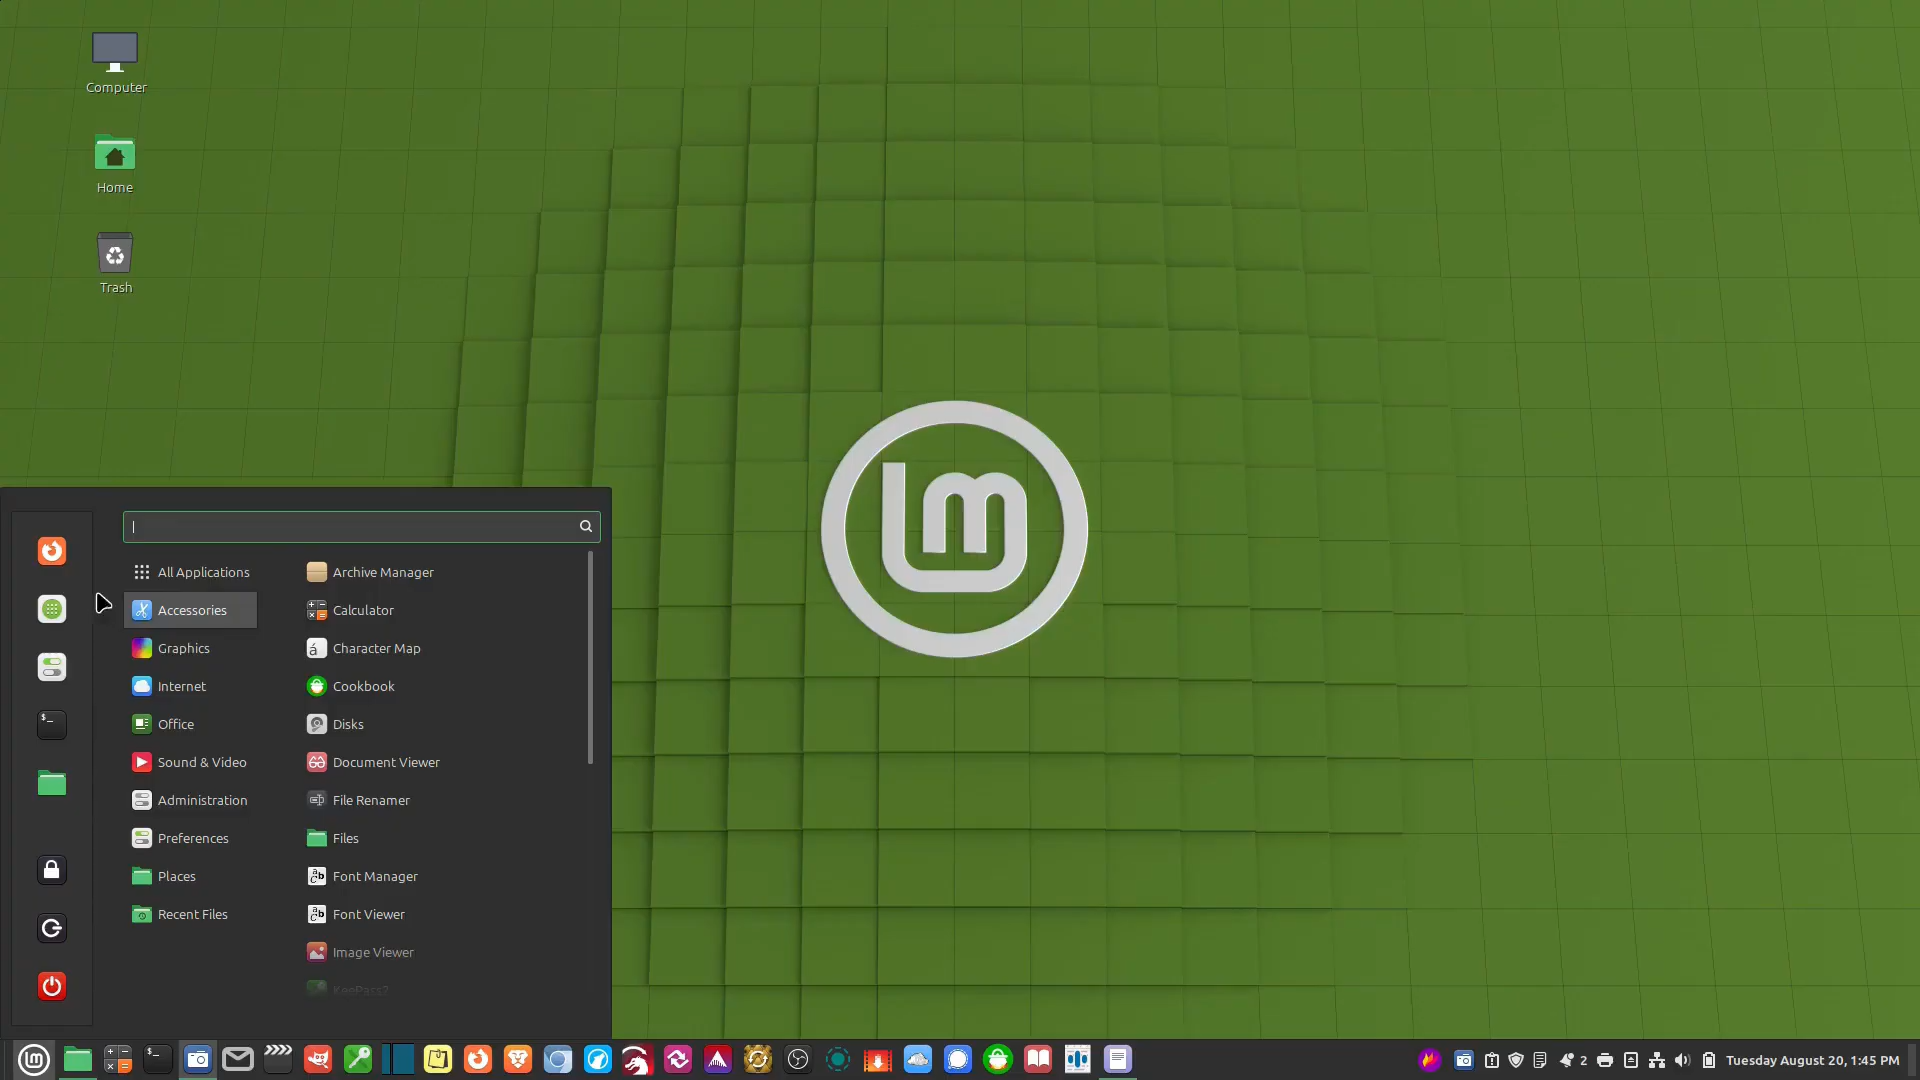 Computer
Home
Trash
All Applications
Accessories
Graphics
Internet
Office
Sound & Video
Administration
Preferences
Places
Recent Files
Archive Manager
Calculator
Character Map
Cookbook
Disks
Document Viewer
File Renamer
Files
Font Manager
Font Viewer
Image Viewer
KeePass2
2
Tuesday August 20, 1:45 PM